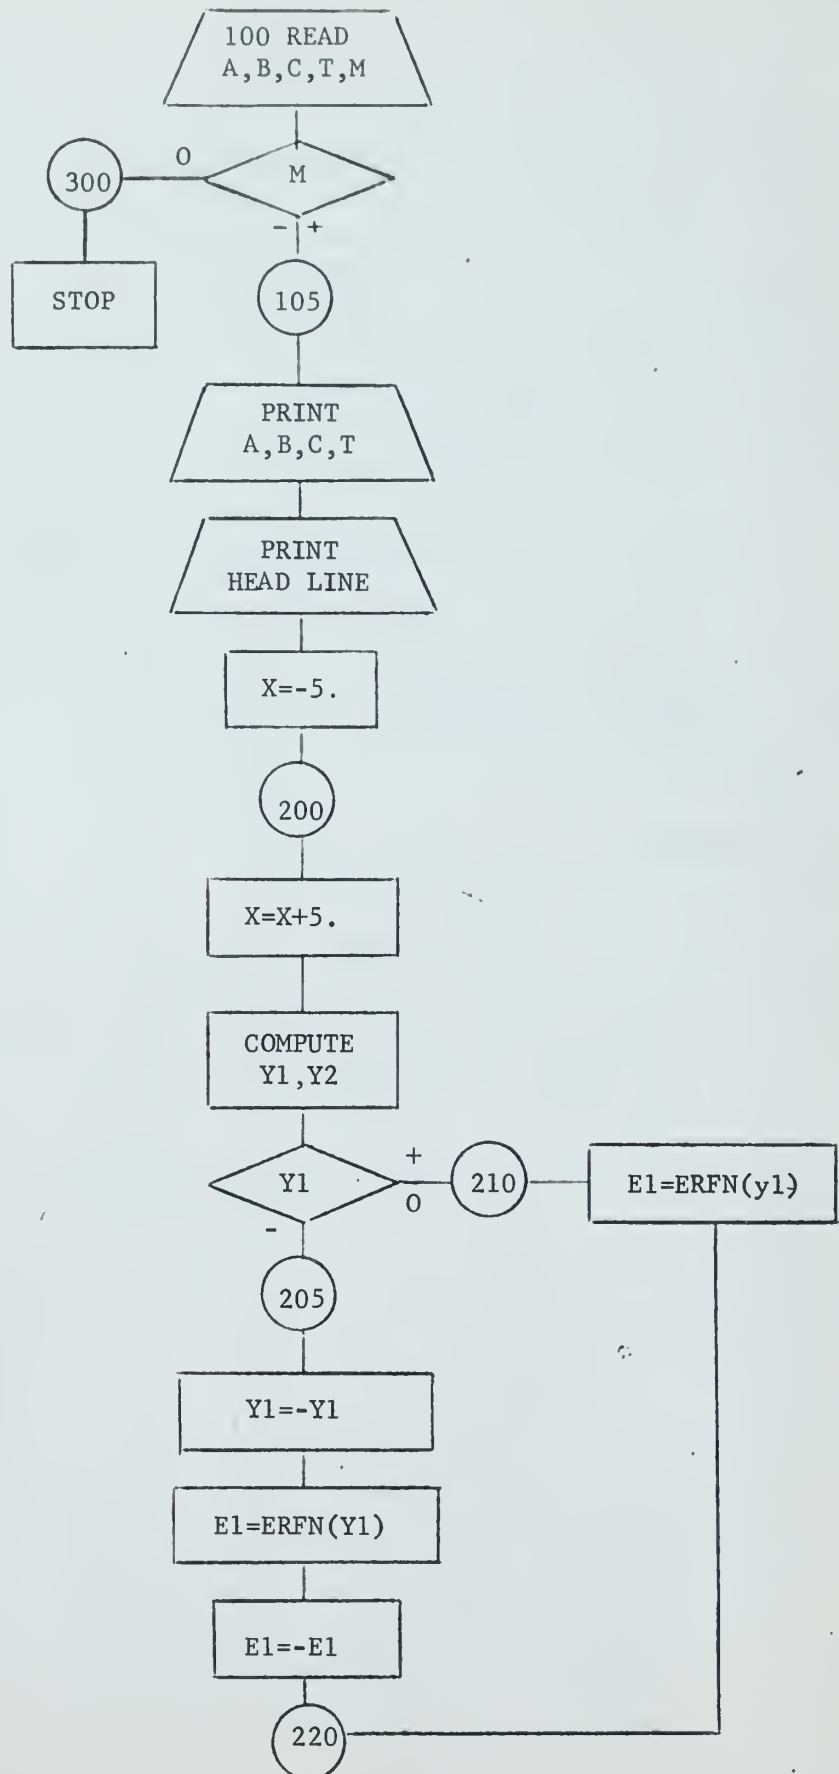 100 READ
A,B,C,T,M
O
M
300
- +
STOP
105
PRINT
A,B,C,T
PRINT
HEAD LINE
X=-5.
200
X=X+5.
COMPUTE
Y1,Y2
+
Y1
210
E1=ERFN(y1)
O
-
205
Y1=-Y1
E1=ERFN(Y1)
E1=-E1
220